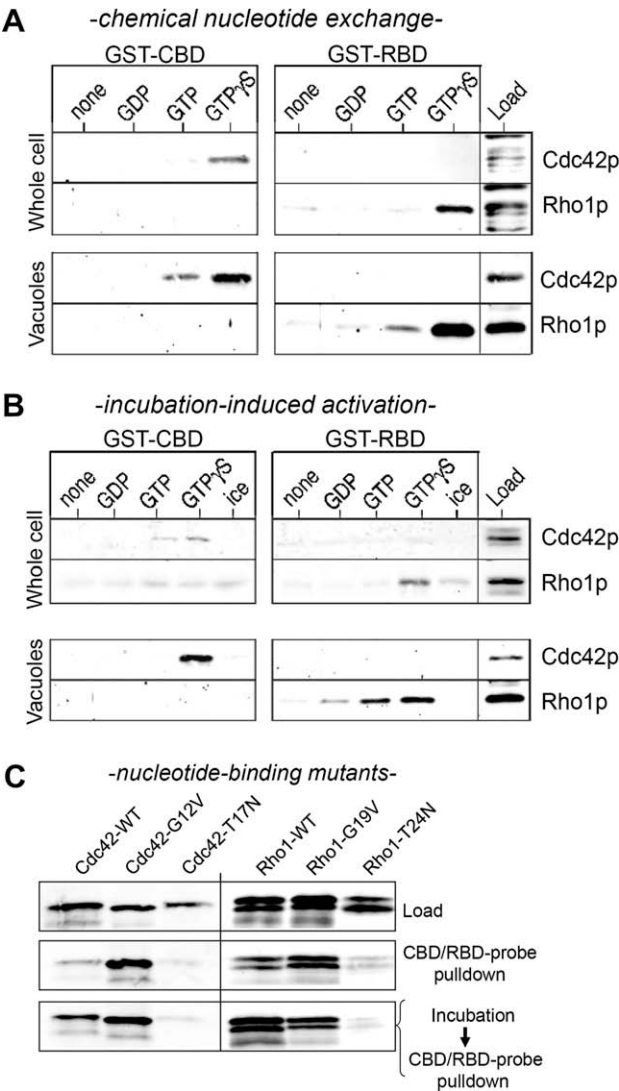 A
-chemical nucleotide exchange-
GST-CBD GST-RBD
none GDP GTP GTPγS none GDP GTP GTPγS Load
Whole cell
Cdc42p
Rho1p
Vacuoles
Cdc42p
Rho1p
B
-incubation-induced activation-
GST-CBD GST-RBD
none GDP GTP GTPγS ice none GDP GTP GTPγS ice Load
Whole cell
Cdc42p
Rho1p
Vacuoles
Cdc42p
Rho1p
C
-nucleotide-binding mutants-
Cdc42-WT Cdc42-G12V Cdc42-T17N Rho1-WT Rho1-G19V Rho1-T24N
Load
CBD/RBD-probe
pulldown
Incubation
CBD/RBD-probe
pulldown